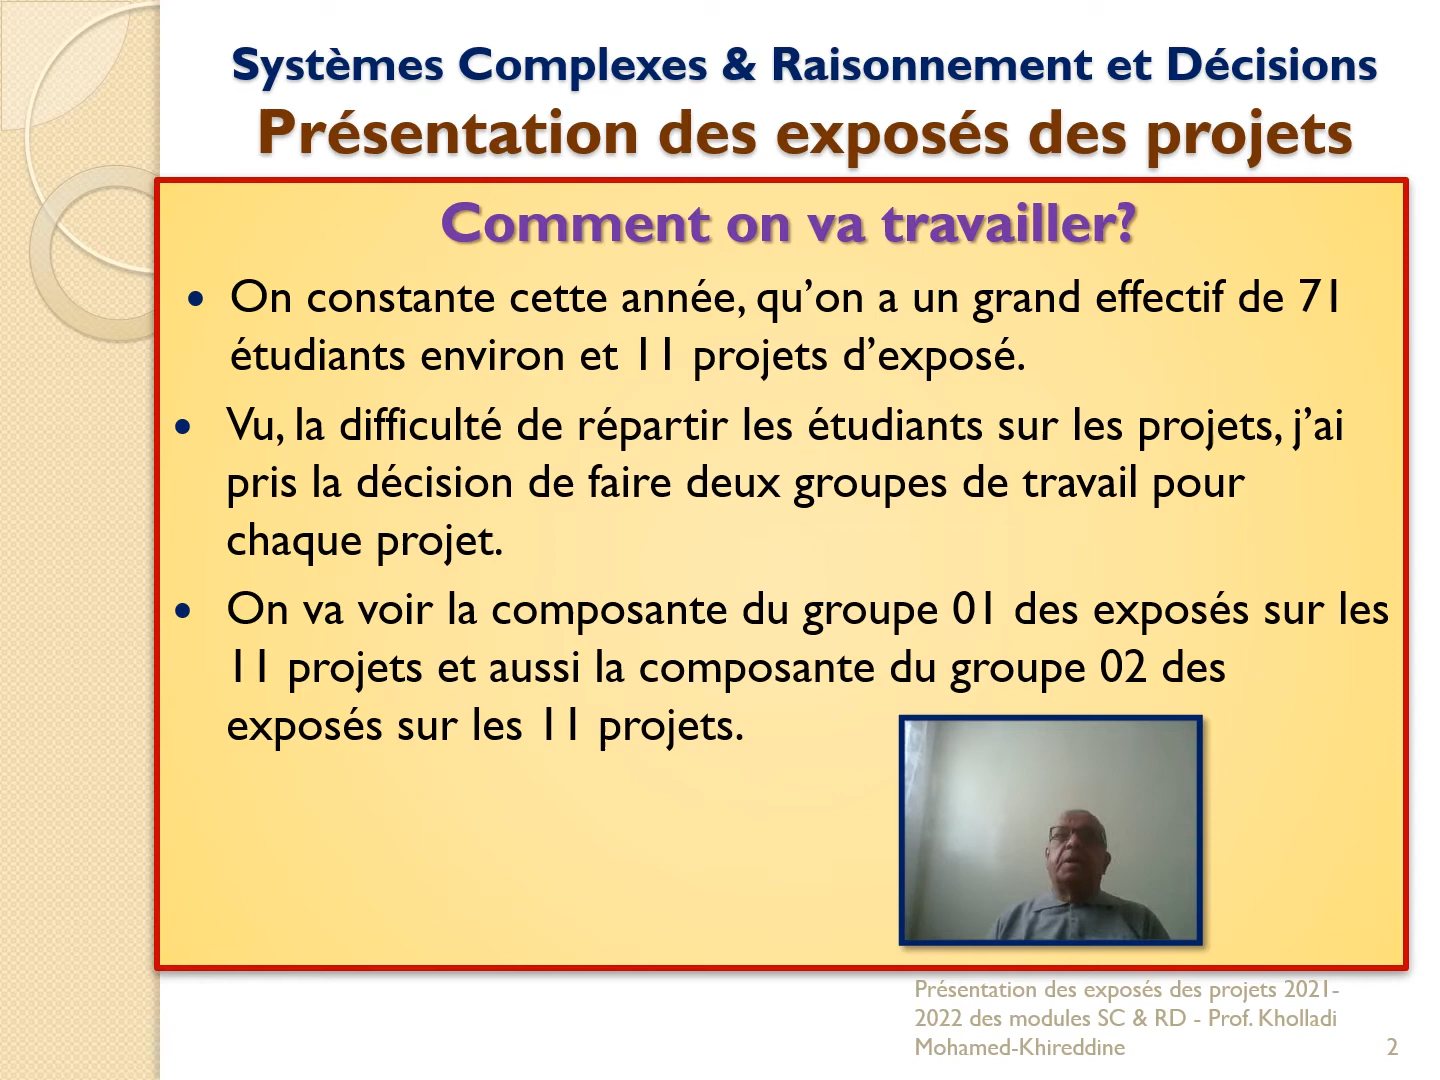 Systèmes Complexes & Raisonnement et Décisions
Présentation des exposés des projets
Comment on va travailler?
• On constante cette année, qu’on a un grand effectif de 71
étudiants environ et 11 projets d’exposé.
• Vu, la difficulté de répartir les étudiants sur les projets, j’ai
pris la décision de faire deux groupes de travail pour
chaque projet.
• On va voir la composante du groupe 01 des exposés sur les
11 projets et aussi la composante du groupe 02 des
exposés sur les 11 projets.
Présentation des exposés des projets 2021-
2022 des modules SC & RD - Prof. Kholladi
Mohamed-Khireddine
2